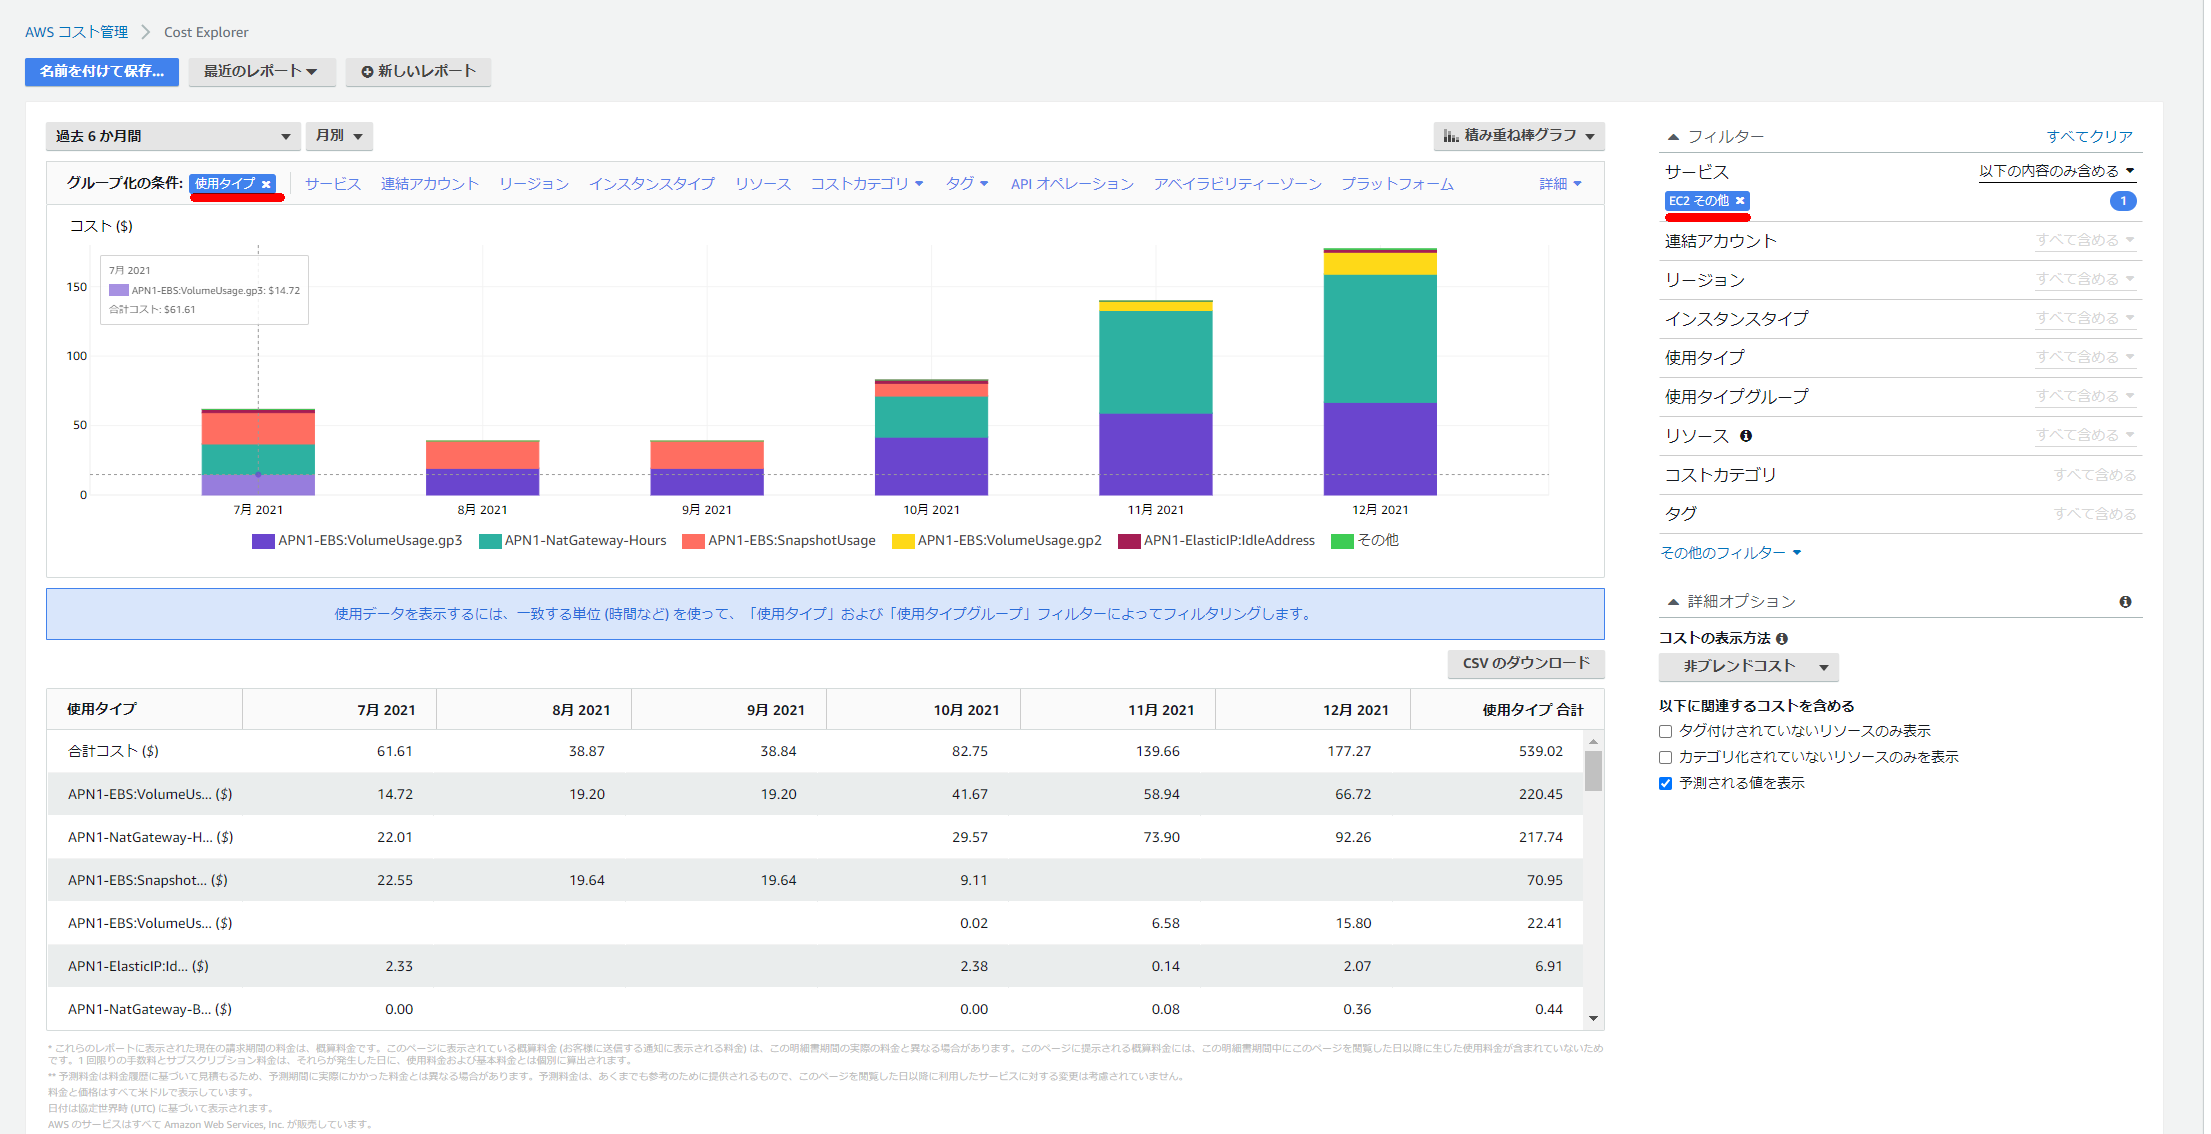 AWS コスト管理 > Cost Explorer
名前を付けて保存... 最近のレポート 新しいレポート
過去 6 か月間 月別 積み重ね棒グラフ
グループ化の条件: 使用タイプ サービス 連結アカウント リージョン インスタンスタイプ リソース コストカテゴリ タグ API オペレーション アベイラビリティーゾーン プラットフォーム 詳細
コスト ($)
7月 2021
APN1-EBS:VolumeUsage.gp3: $14.72
合計コスト: $61.61
150
100
50
0
7月 2021 8月 2021 9月 2021 10月 2021 11月 2021 12月 2021
APN1-EBS:VolumeUsage.gp3 APN1-NatGateway-Hours APN1-EBS:SnapshotUsage APN1-EBS:VolumeUsage.gp2 APN1-ElasticIP:IdleAddress その他
使用データを表示するには、一致する単位 (時間など) を使って、「使用タイプ」および「使用タイプグループ」フィルターによってフィルタリングします。
CSV のダウンロード
使用タイプ 7月 2021 8月 2021 9月 2021 10月 2021 11月 2021 12月 2021 使用タイプ 合計
合計コスト ($) 61.61 38.87 38.84 82.75 139.66 177.27 539.02
APN1-EBS:VolumeUs... ($) 14.72 19.20 19.20 41.67 58.94 66.72 220.45
APN1-NatGateway-H... ($) 22.01 29.57 73.90 92.26 217.74
APN1-EBS:Snapshot... ($) 22.55 19.64 19.64 9.11 70.95
APN1-EBS:VolumeUs... ($) 0.02 6.58 15.80 22.41
APN1-ElasticIP:Id... ($) 2.33 2.38 0.14 2.07 6.91
APN1-NatGateway-B... ($) 0.00 0.00 0.08 0.36 0.44
* これらのレポートに表示された現在の請求期間の料金は、概算料金です。このページに表示されている概算料金 (お客様に送信する通知に表示される料金) は、この明細書期間の実際の料金と異なる場合があります。このページに提示される概算料金には、この明細書期間中にこのページを閲覧した日以降に生じた使用料金が含まれていないため
です。1 回限りの手数料とサブスクリプション料金は、それらが発生した日に、使用料金および基本料金とは個別に算出されます。
** 予測料金は料金履歴に基づいて見積もるため、予測期間に実際にかかった料金とは異なる場合があります。予測料金は、あくまでも参考のために提供されるもので、このページを閲覧した日以降に利用したサービスに対する変更は考慮されていません。
料金と価格はすべて米ドルで表示しています。
日付は協定世界時 (UTC) に基づいて表示されます。
AWS のサービスはすべて Amazon Web Services, Inc. が販売しています。
フィルター すべてクリア
サービス 以下の内容のみ含める
EC2 その他 1
連結アカウント すべて含める
リージョン すべて含める
インスタンスタイプ すべて含める
使用タイプ すべて含める
使用タイプグループ すべて含める
リソース すべて含める
コストカテゴリ すべて含める
タグ すべて含める
その他のフィルター
詳細オプション
コストの表示方法
非ブレンドコスト
以下に関連するコストを含める
タグ付けされていないリソースのみ表示
カテゴリ化されていないリソースのみを表示
予測される値を表示